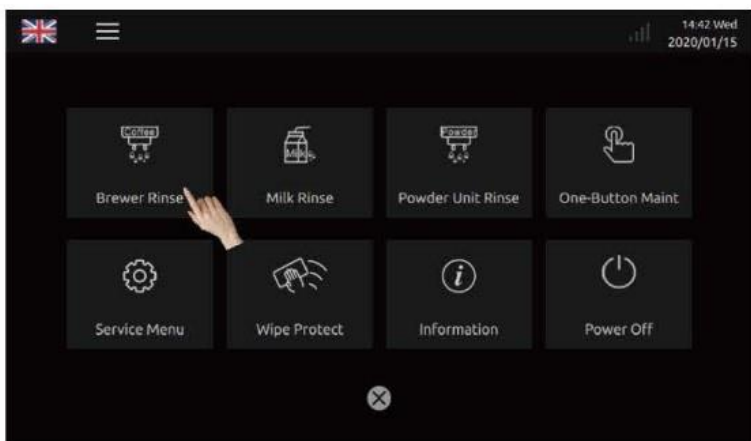 14:42 Wed
2020/01/15
Coffee
Milk
Powder
Brewer Rinse
Milk Rinse
Powder Unit Rinse
One-Button Maint
Service Menu
Wipe Protect
Information
Power Off